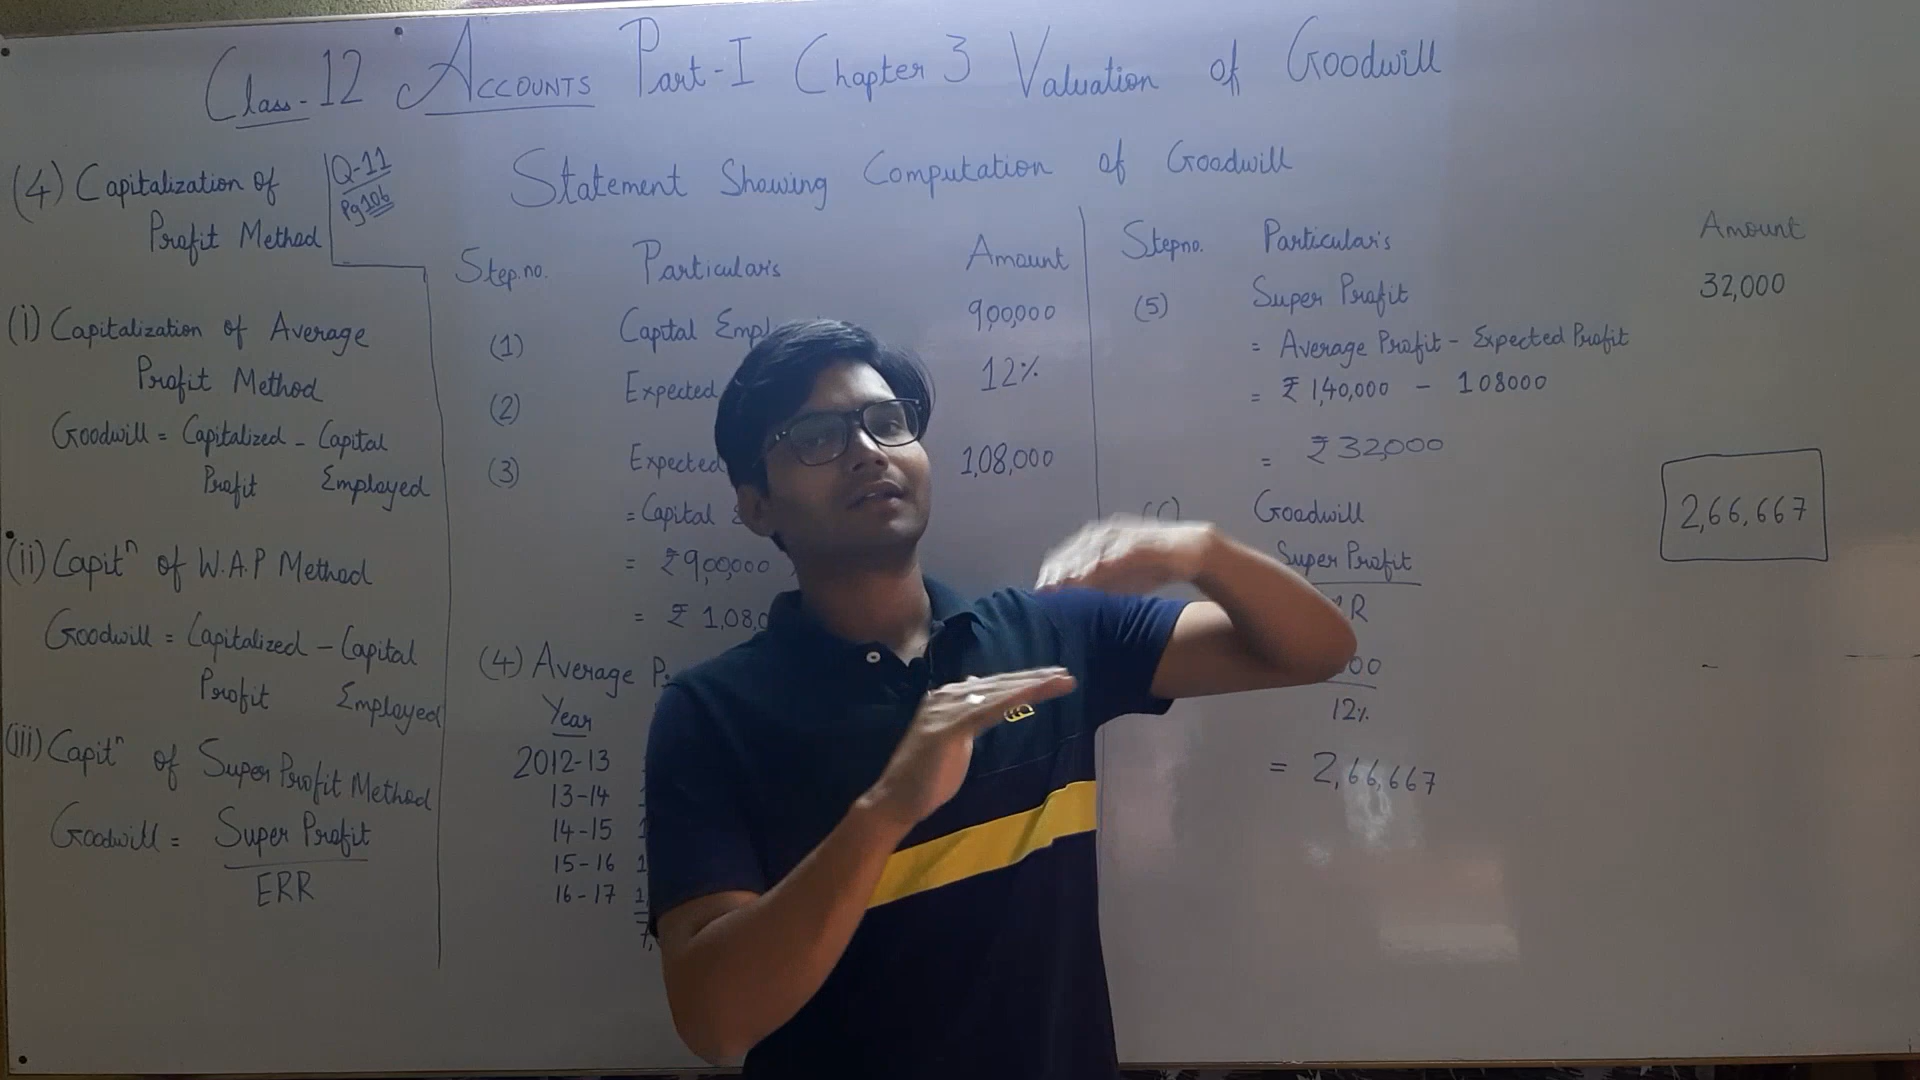 Class-12 ACCOUNTS Part-I Chapter 3 Valuation of Goodwill
(4) Capitalization of
Profit Method
Q-11
Pg106
(i) Capitalization of Average
Profit Method
Goodwill = Capitalized - Capital
Profit Employed
(ii) Capitⁿ of W.A.P Method
Goodwill = Capitalized - Capital
Profit Employed
(iii) Capitⁿ of Super Profit Method
Goodwill = Super Profit
ERR
Statement Showing Computation of Goodwill
Step.no. Particulars Amount
(1) Capital 9,00,000
(2) Expected 12%
(3) Expected 1,08,000
= Capital
= ₹9,00,000
= ₹ 1,08,0
(4) Average
Year
2012-13
13-14
14-15
15-16
16-17
Step no. Particulars Amount
(5) Super Profit 32,000
= Average Profit - Expected Profit
= ₹ 1,40,000 - 108000
= ₹ 32,000
Goodwill 2,66,667
Super Profit
R
00
12%
= 2,66,667